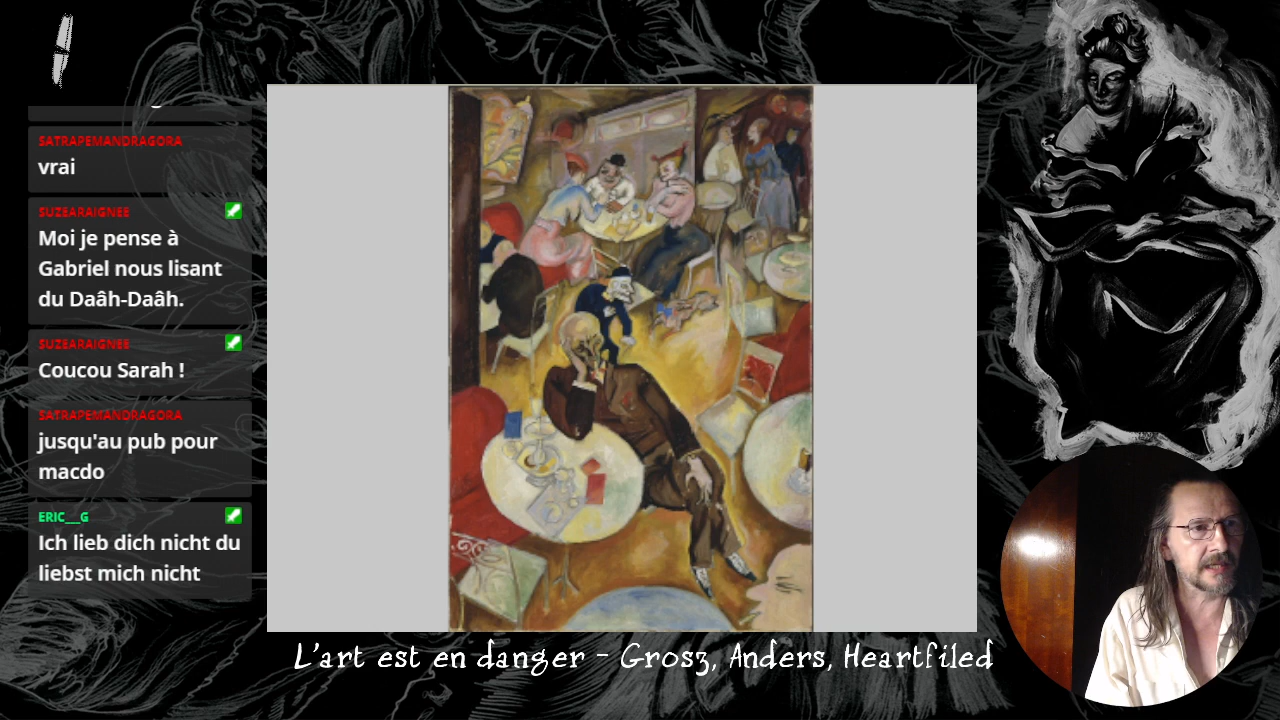 SATRAPEMANDRAGORA
vrai
SUZEARAIGNEE
Moi je pense à
Gabriel nous lisant
du Daâh-Daâh.
SUZEARAIGNEE
Coucou Sarah !
SATRAPEMANDRAGORA
jusqu'au pub pour
macdo
ERIC__G
Ich lieb dich nicht du
liebst mich nicht
L'art est en danger - Grosz, Anders, Heartfiled